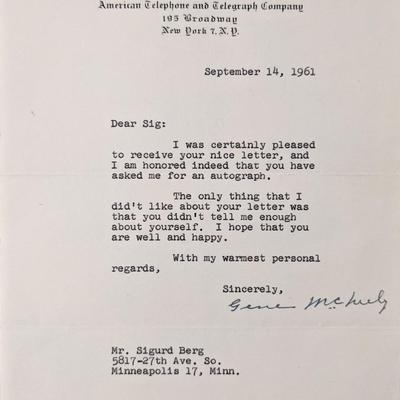 American Telephone and Telegraph Company
195 Broadway
New York 7, N.Y.
September 14, 1961
Dear Sig:
I was certainly pleased
to receive your nice letter, and
I am honored indeed that you have
asked me for an autograph.
The only thing that I
did't like about your letter was
that you didn't tell me enough
about yourself.  I hope that you
are well and happy.
With my warmest personal
regards,
Sincerely,
Gene McNeely
Mr. Sigurd Berg
5817-27th Ave. So.
Minneapolis 17, Minn.